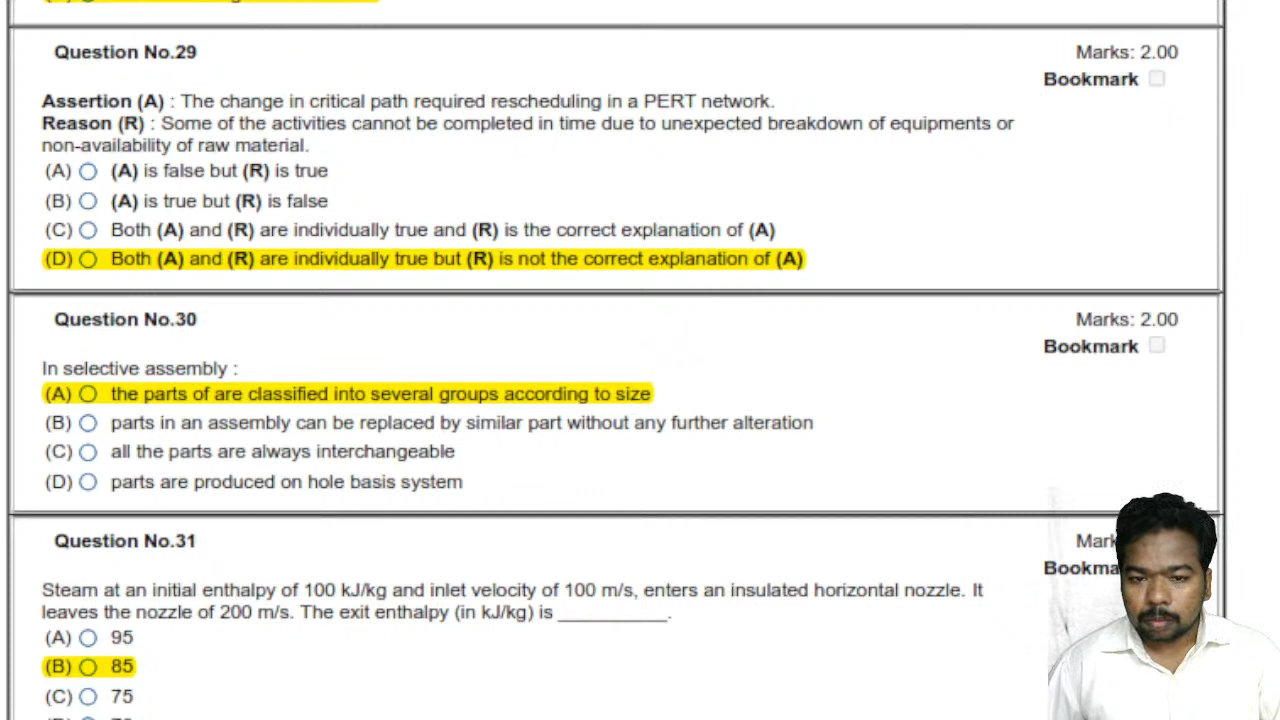 Question No.29
Marks: 2.00
Bookmark
Assertion (A) : The change in critical path required rescheduling in a PERT network.
Reason (R) : Some of the activities cannot be completed in time due to unexpected breakdown of equipments or
non-availability of raw material.
(A) (A) is false but (R) is true
(B) (A) is true but (R) is false
(C) Both (A) and (R) are individually true and (R) is the correct explanation of (A)
(D) Both (A) and (R) are individually true but (R) is not the correct explanation of (A)
Question No.30
Marks: 2.00
Bookmark
In selective assembly :
(A) the parts of are classified into several groups according to size
(B) parts in an assembly can be replaced by similar part without any further alteration
(C) all the parts are always interchangeable
(D) parts are produced on hole basis system
Question No.31
Mark
Bookma
Steam at an initial enthalpy of 100 kJ/kg and inlet velocity of 100 m/s, enters an insulated horizontal nozzle. It
leaves the nozzle of 200 m/s. The exit enthalpy (in kJ/kg) is __________.
(A) 95
(B) 85
(C) 75